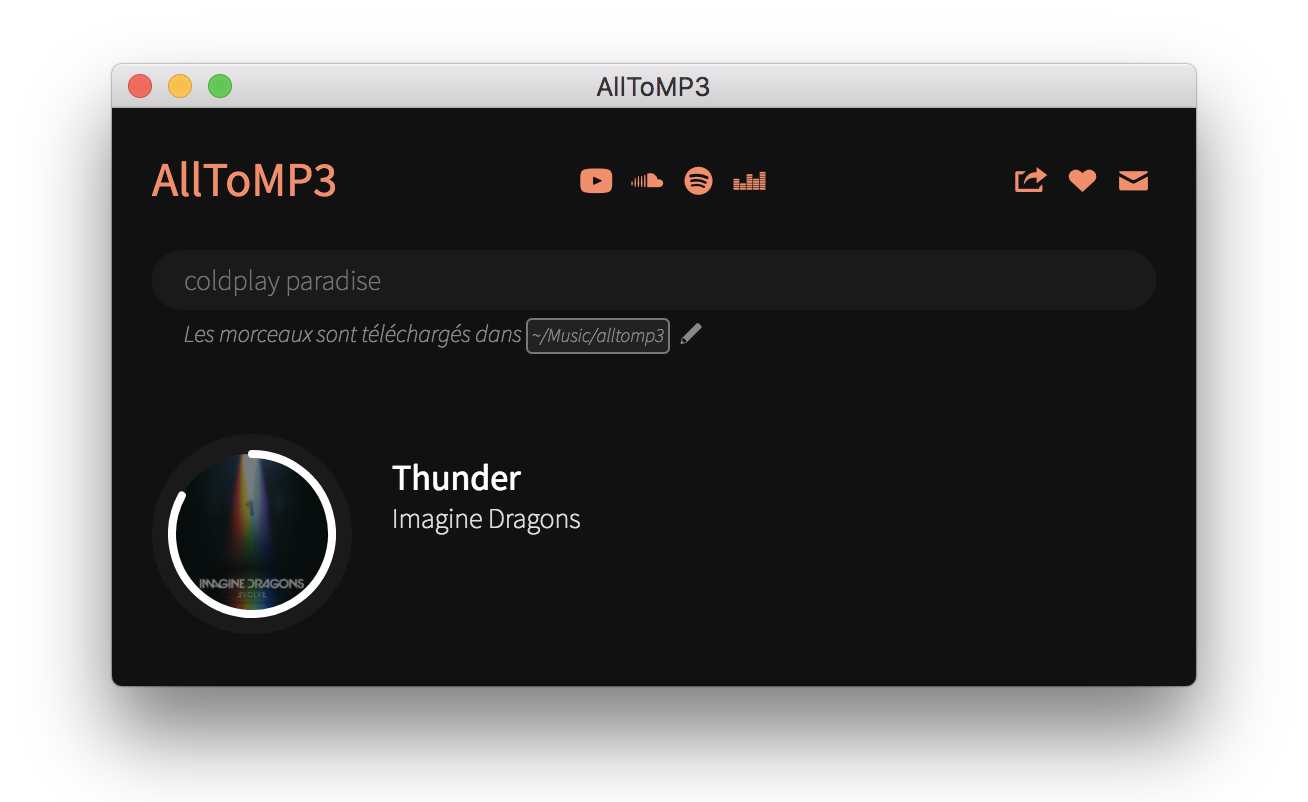 AllToMP3
AllToMP3
coldplay paradise
Les morceaux sont téléchargés dans ~/Music/alltomp3
Thunder
Imagine Dragons
IMAGINE DRAGONS
EVOLVE